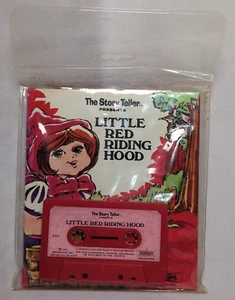 The Story Teller
PRESENTS
LITTLE
RED
RIDING
HOOD
The Story Teller
LITTLE RED RIDING HOOD